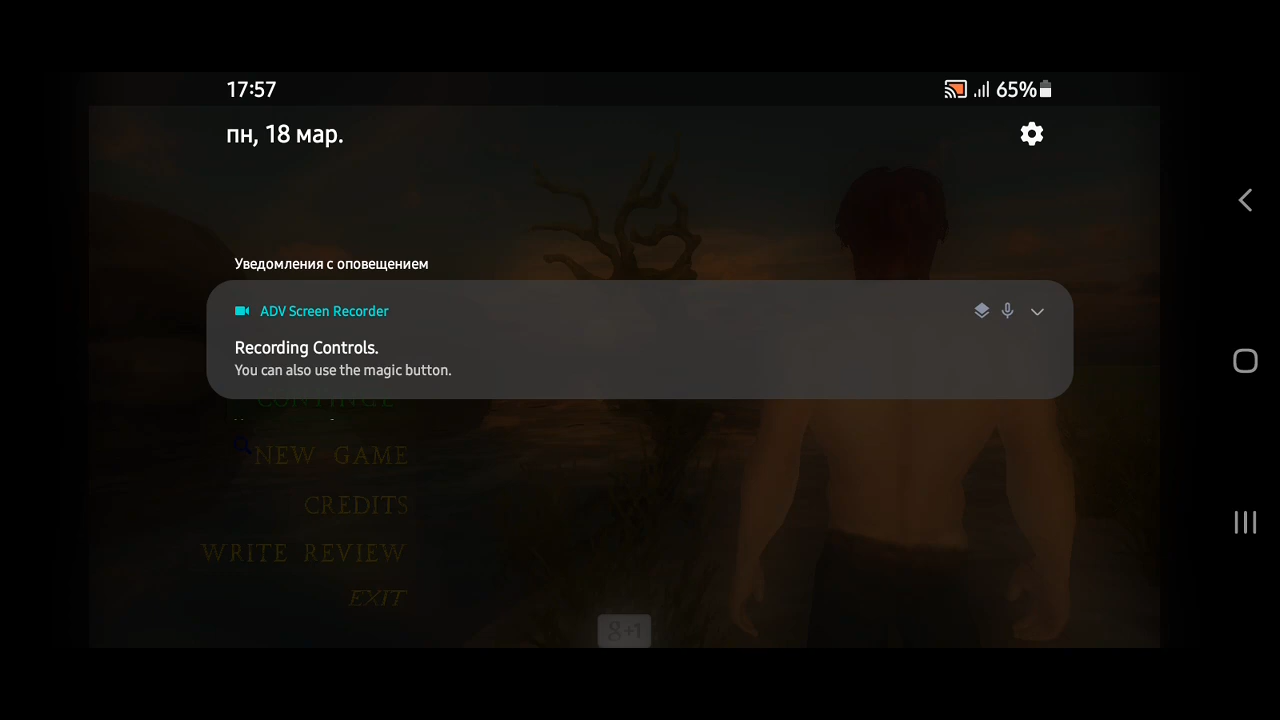 17:57
65%
пн, 18 мар.
Уведомления с оповещением
ADV Screen Recorder
Recording Controls.
You can also use the magic button.
CONTINUE
NEW GAME
CREDITS
WRITE REVIEW
EXIT
g+1